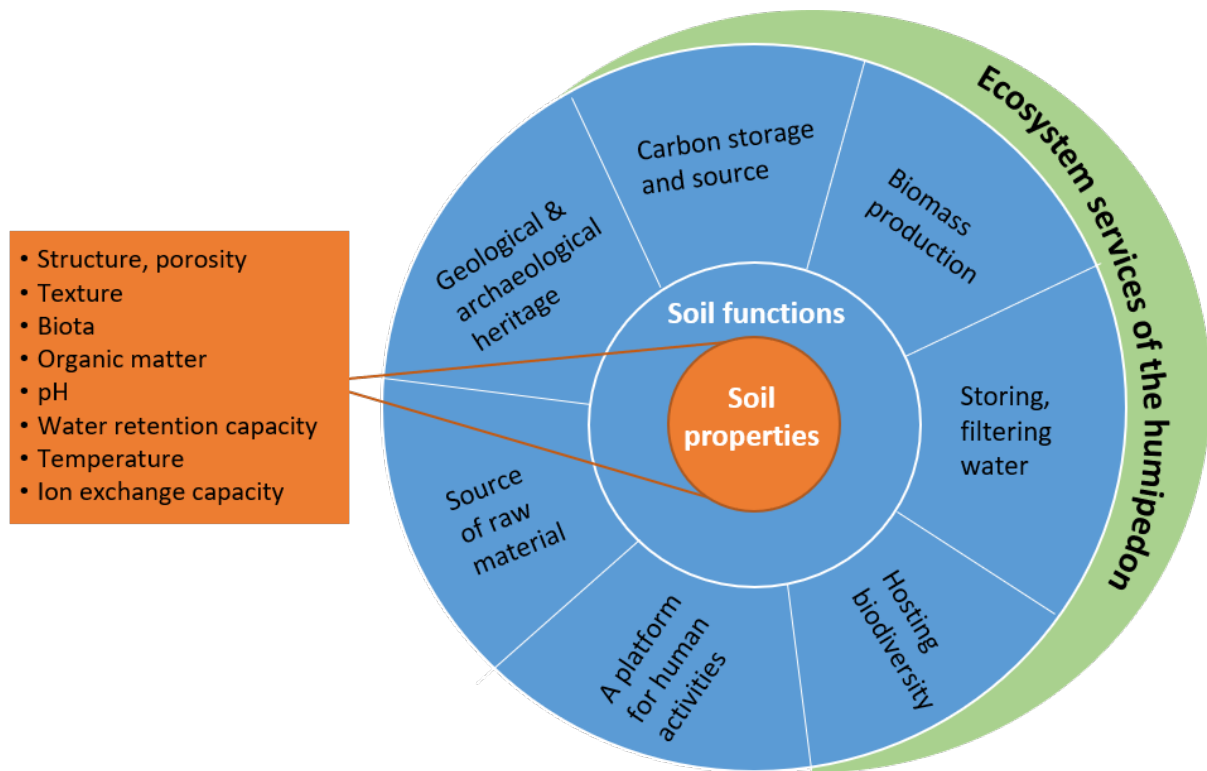 • Structure, porosity
• Texture
• Biota
• Organic matter
• pH
• Water retention capacity
• Temperature
• Ion exchange capacity
Geological &
archaeological
heritage
Carbon storage
and source
Biomass
production
Storing,
filtering
water
Hosting
biodiversity
A platform
for human
activities
Source
of raw
material
Soil functions
Soil
properties
Ecosystem services of the humipedon